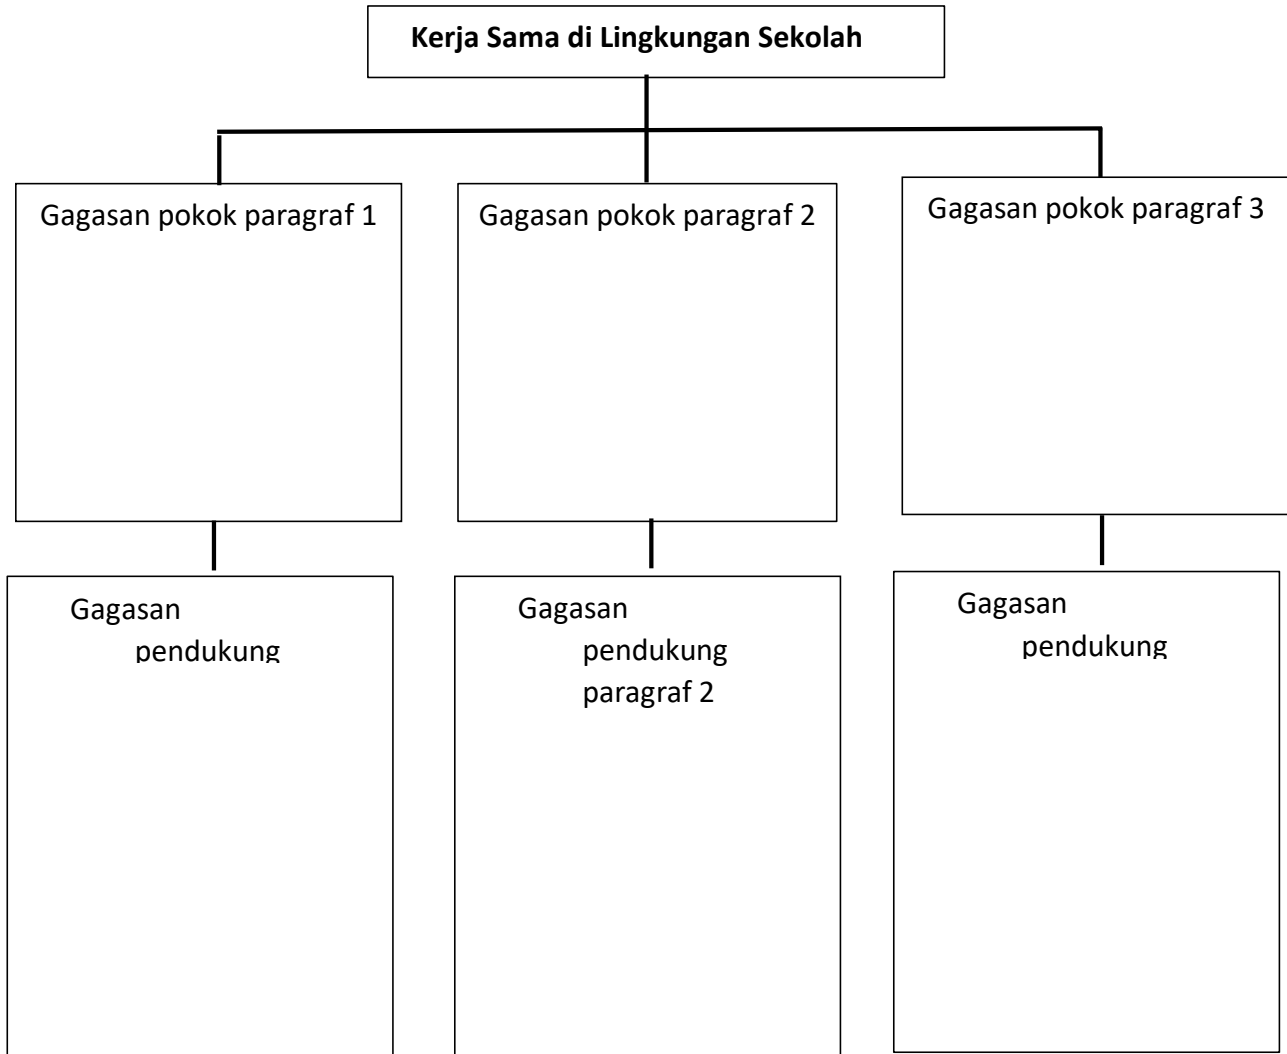 Kerja Sama di Lingkungan Sekolah
Gagasan pokok paragraf 1
Gagasan pokok paragraf 2
Gagasan pokok paragraf 3
Gagasan
pendukung
Gagasan
pendukung
paragraf 2
Gagasan
pendukung